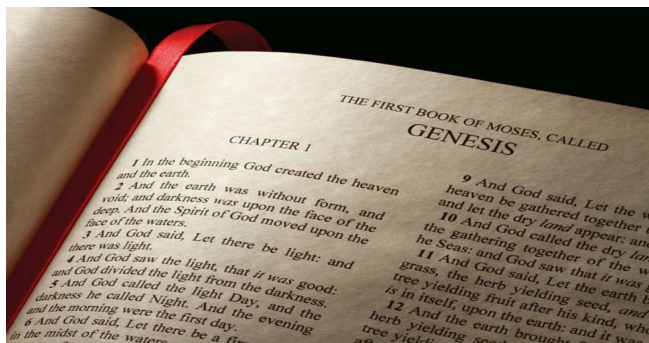 THE FIRST BOOK OF MOSES, CALLED
GENESIS
CHAPTER 1
1 In the beginning God created the heaven
and the earth.
2 And the earth was without form, and
void; and darkness was upon the face of the
deep. And the Spirit of God moved upon the
face of the waters.
3 And God said, Let there be light: and
there was light.
4 And God saw the light, that it was good:
and God divided the light from the darkness.
5 And God called the light Day, and the
darkness he called Night. And the evening
and the morning were the first day.
6 And God said, Let there be a
in the midst of the waters
9 And God said, Let the
heaven be gathered together
and let the dry land appear: and
10 And God called the dry
the gathering together of the
he Seas: and God saw that it was
11 And God said, Let the earth
grass, the herb yielding seed, and
tree yielding fruit after his kind,
is in itself, upon the earth: and it was
12 And the earth brought
herb yielding seed
tree